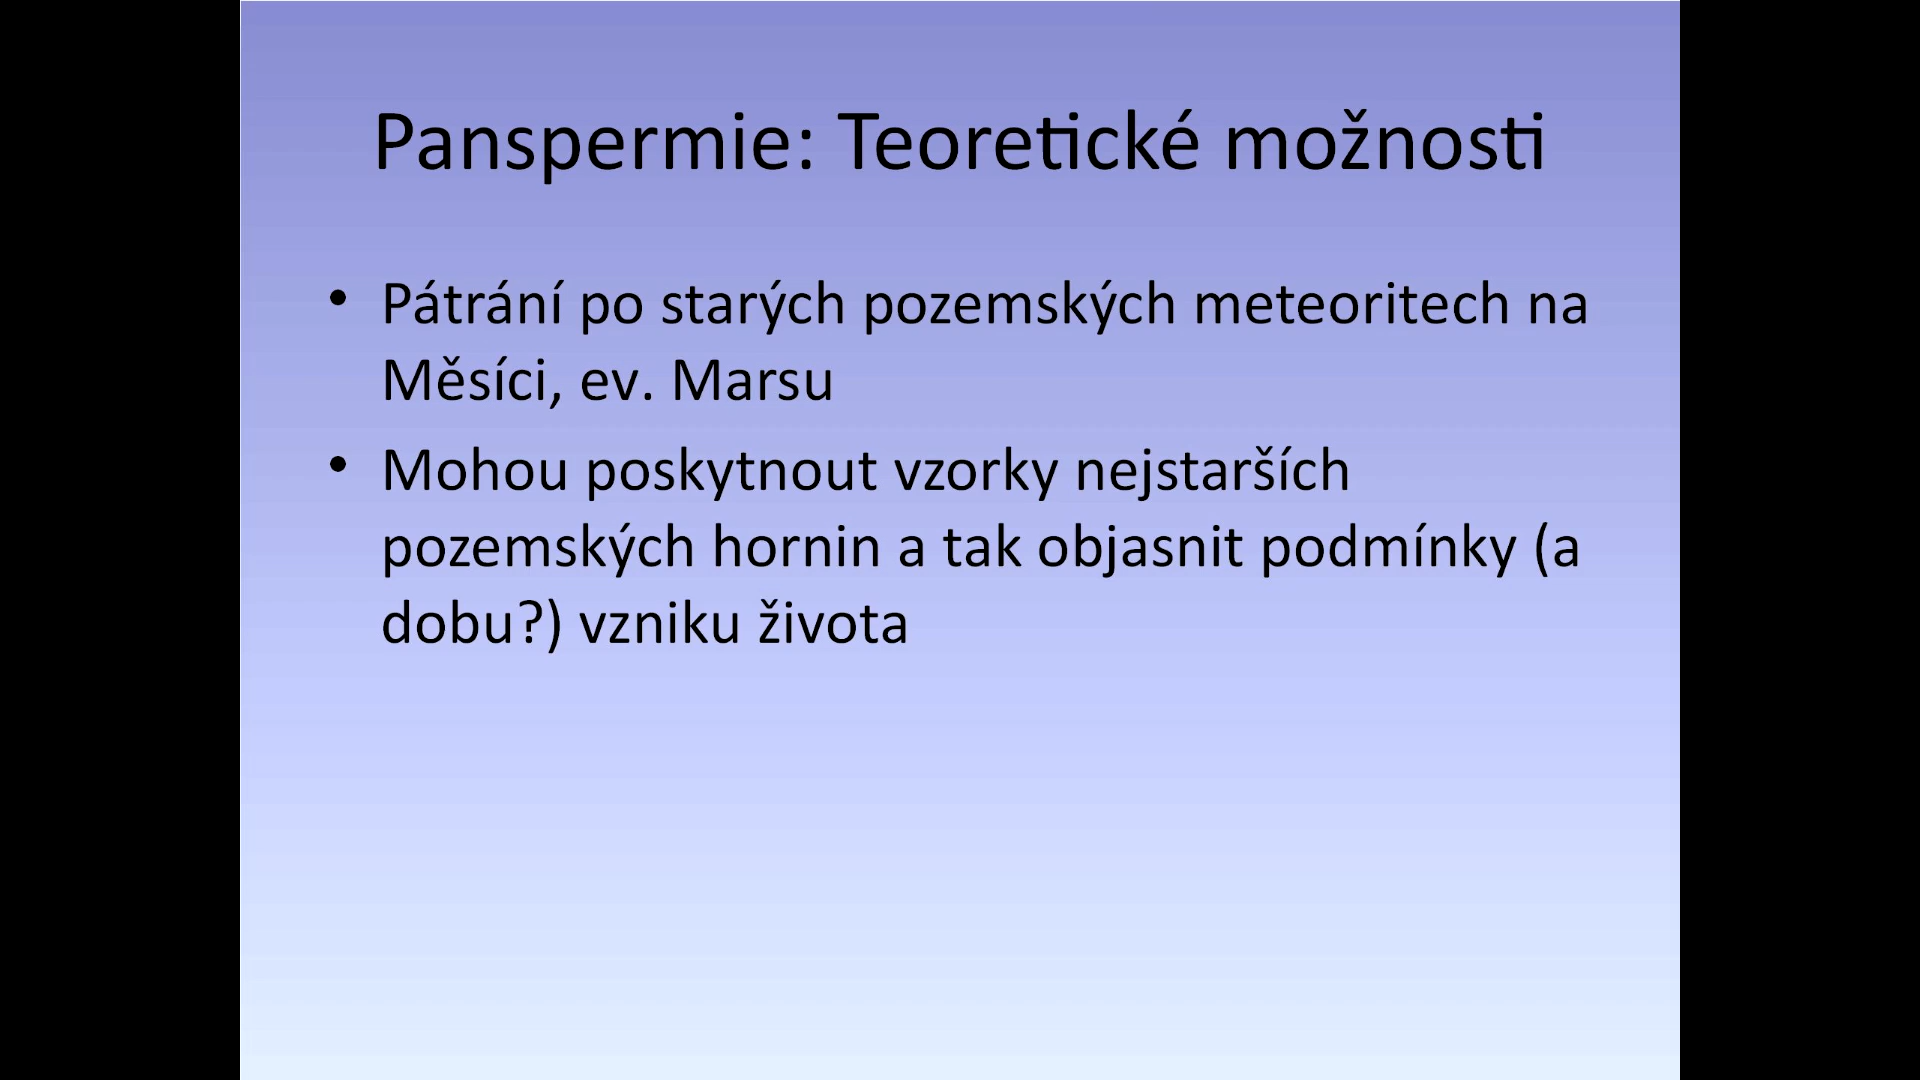 Panspermie: Teoretické možnosti
• Pátrání po starých pozemských meteoritech na
Měsíci, ev. Marsu
• Mohou poskytnout vzorky nejstarších
pozemských hornin a tak objasnit podmínky (a
dobu?) vzniku života